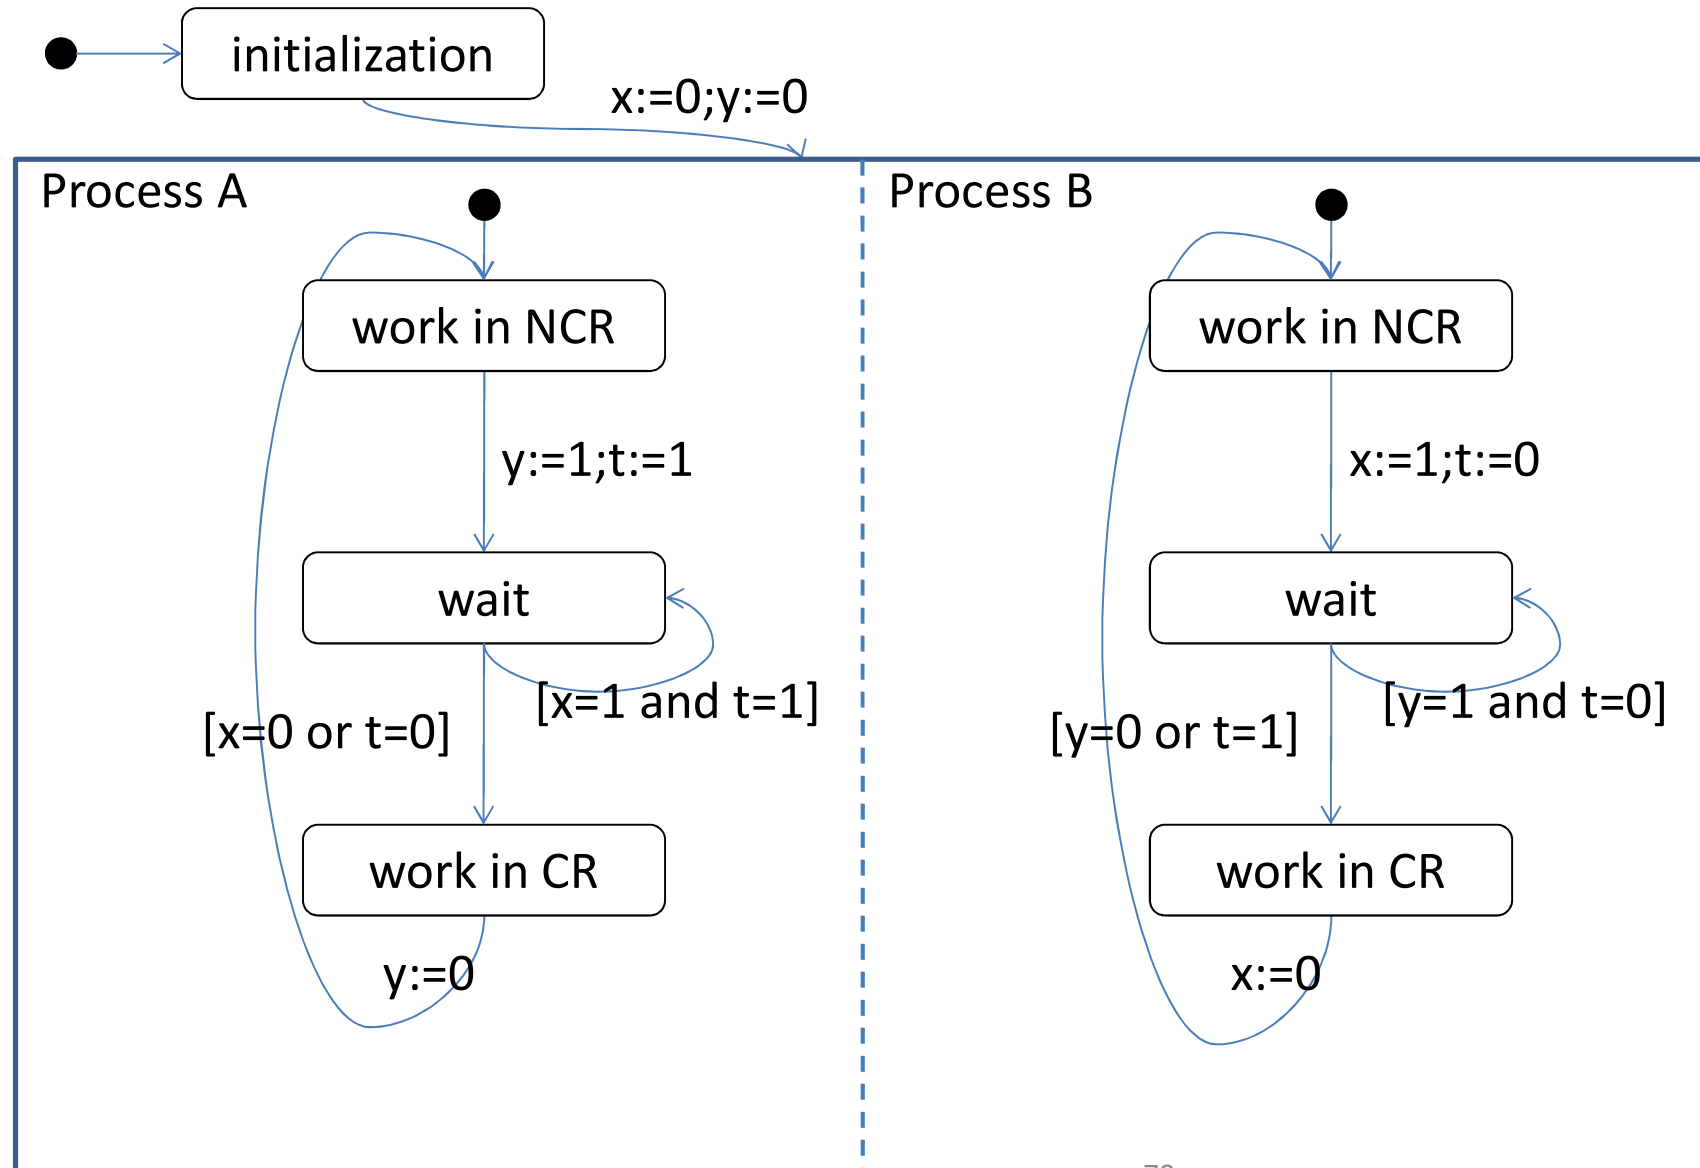 initialization
x:=0;y:=0
Process A
work in NCR
y:=1;t:=1
wait
[x=1 and t=1]
[x=0 or t=0]
work in CR
y:=0
Process B
work in NCR
x:=1;t:=0
wait
[y=1 and t=0]
[y=0 or t=1]
work in CR
x:=0